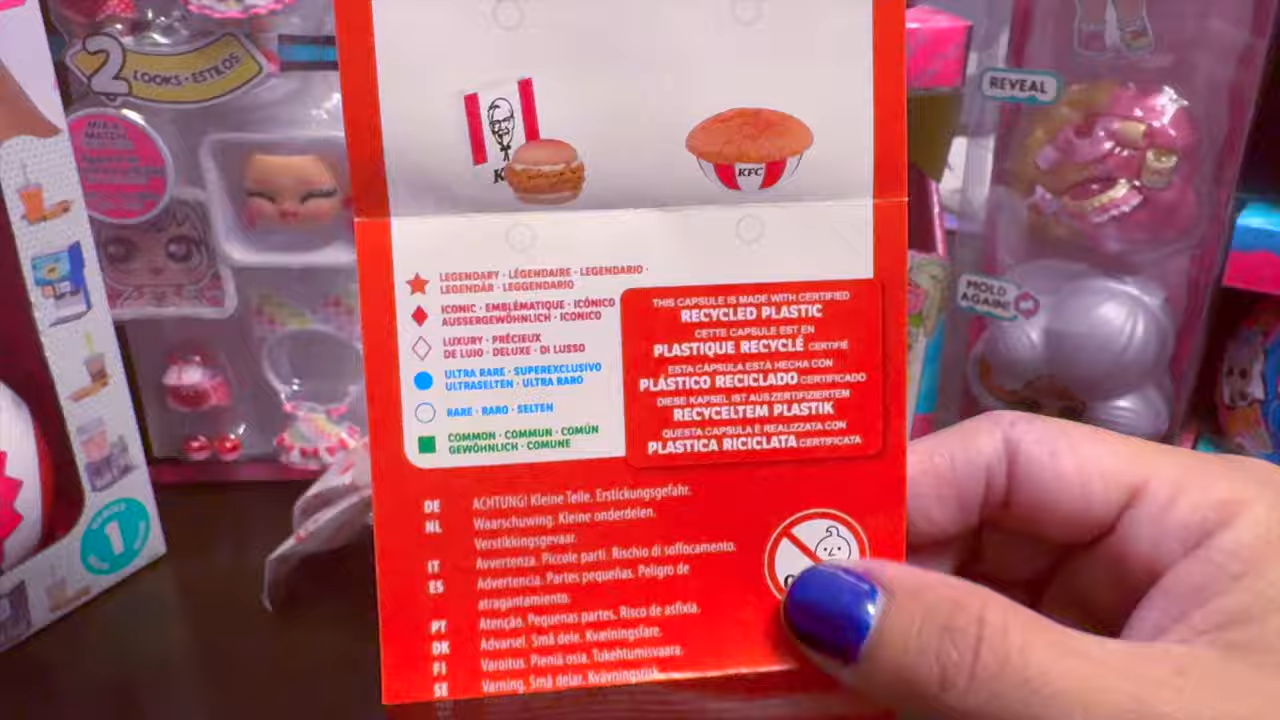 2 LOOKS·ESTILOS
MIX &
MATCH
REVEAL
MOLD
AGAIN!
K
KFC
LEGENDARY · LÉGENDAIRE · LEGENDARIO ·
LEGENDÄR · LEGGENDARIO
ICONIC · EMBLÉMATIQUE · ICÓNICO
AUSSERGEWÖHNLICH · ICONICO
LUXURY · PRÉCIEUX
DE LUJO · DELUXE · DI LUSSO
ULTRA RARE · SUPEREXCLUSIVO
ULTRASELTEN · ULTRA RARO
RARE · RARO · SELTEN
COMMON · COMMUN · COMÚN
GEWÖHNLICH · COMUNE
THIS CAPSULE IS MADE WITH CERTIFIED
RECYCLED PLASTIC
CETTE CAPSULE EST EN
PLASTIQUE RECYCLÉ CERTIFIÉ
ESTA CÁPSULA ESTÁ HECHA CON
PLÁSTICO RECICLADO CERTIFICADO
DIESE KAPSEL IST AUS ZERTIFIZIERTEM
RECYCELTEM PLASTIK
QUESTA CAPSULA È REALIZZATA CON
PLASTICA RICICLATA CERTIFICATA
DE ACHTUNG! Kleine Teile. Erstickungsgefahr.
NL Waarschuwing. Kleine onderdelen.
Verstikkingsgevaar.
IT Avvertenza. Piccole parti. Rischio di soffocamento.
ES Advertencia. Partes pequeñas. Peligro de
atragantamiento.
PT Atenção. Pequenas partes. Risco de asfixia.
DK Advarsel. Små dele. Kvælningsfare.
FI Varoitus. Pieniä osia. Tukehtumisvaara.
SE Varning. Små delar. Kvävningsrisk.
1